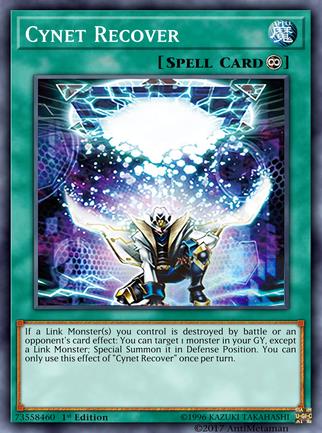 Cynet Recover
[Spell Card]
If a Link Monster(s) you control is destroyed by battle or an
opponent's card effect: You can target 1 monster in your GY, except
a Link Monster; Special Summon it in Defense Position. You can
only use this effect of "Cynet Recover" once per turn.
73558460 1st Edition ©1996 KAZUKI TAKAHASHI
©2017 AntiMetaman